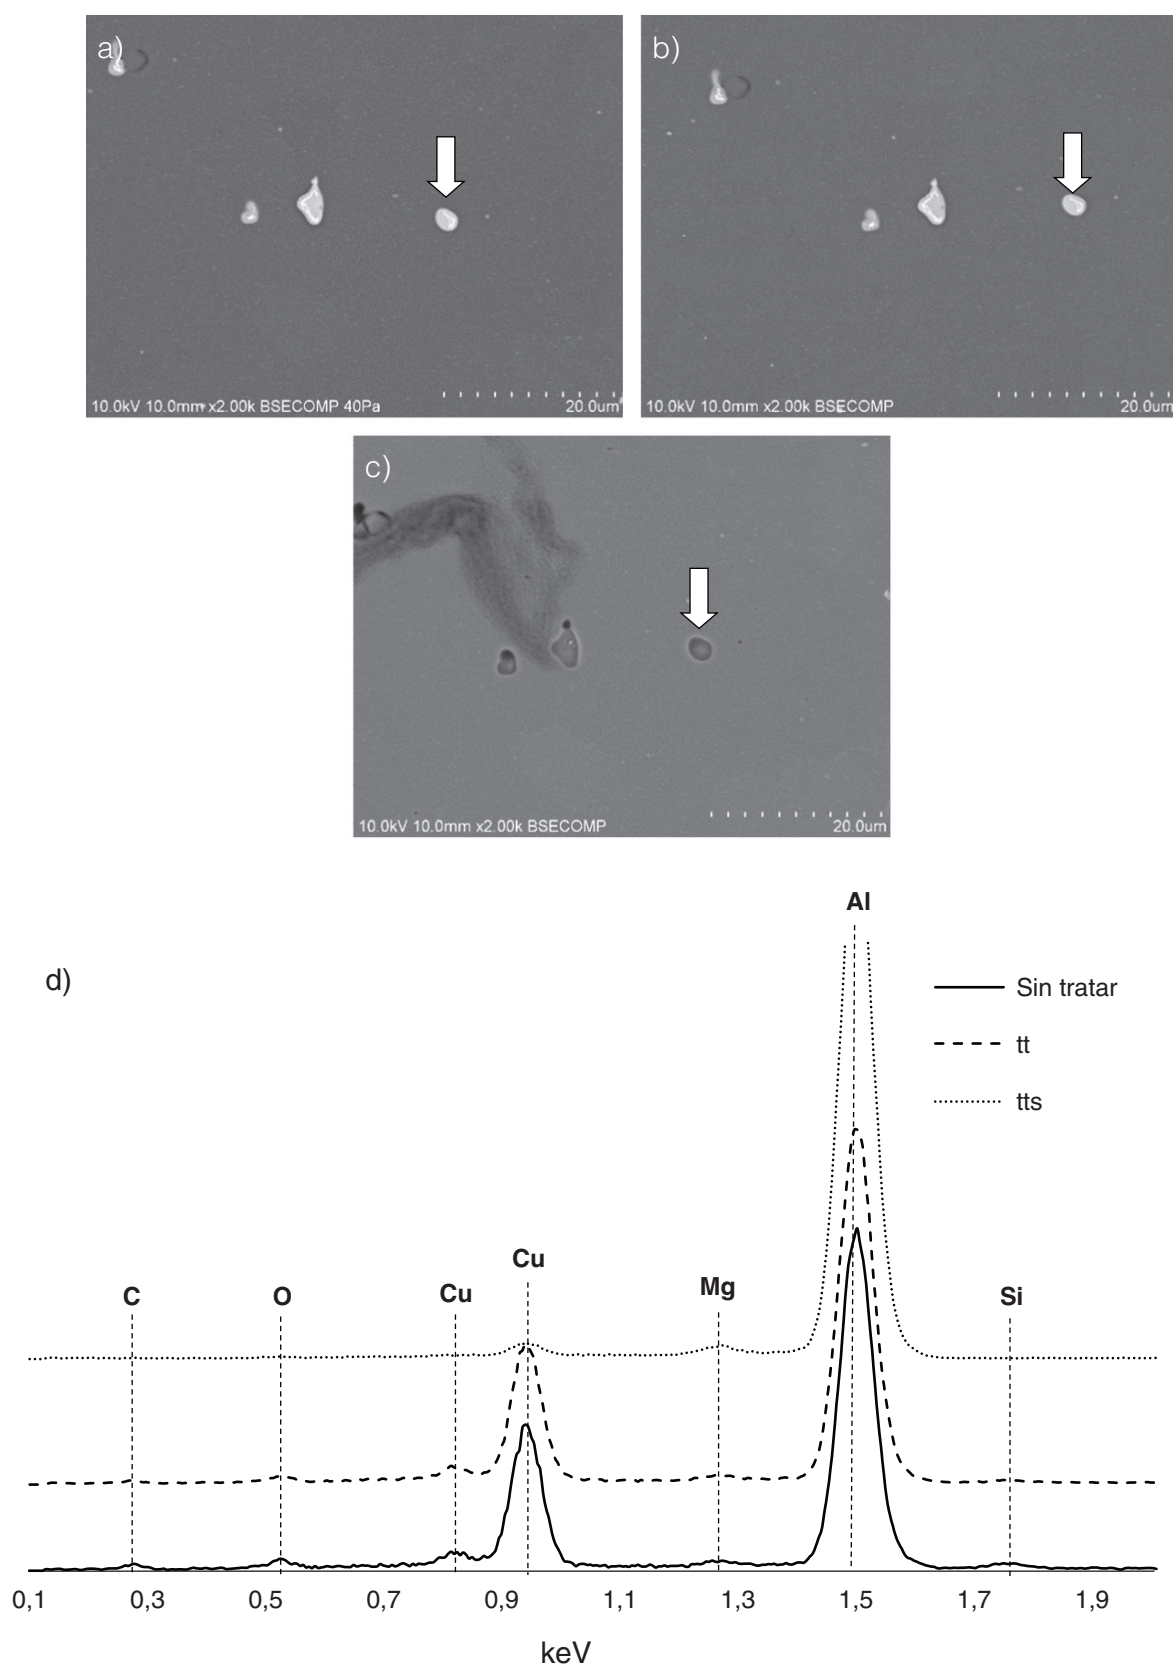 a)
10.0kV 10.0mm x2.00k BSECOMP 40Pa
20.0um
b)
10.0kV 10.0mm x2.00k BSECOMP
20.0um
c)
10.0kV 10.0mm x2.00k BSECOMP
20.0um
d)
Al
Sin tratar
tt
tts
Cu
C
O
Cu
Mg
Si
0,1 0,3 0,5 0,7 0,9 1,1 1,3 1,5 1,7 1,9
keV